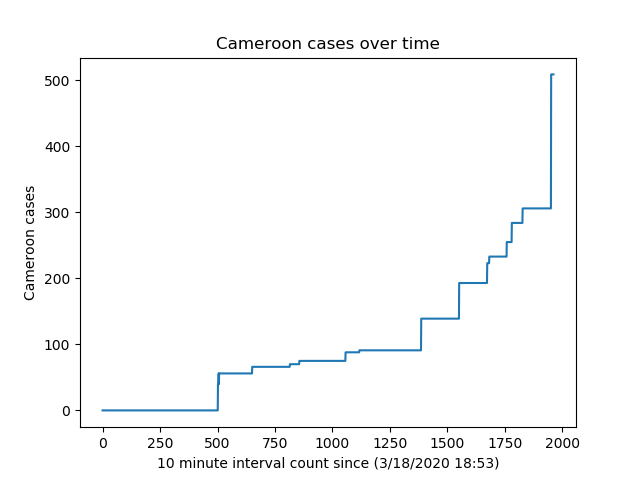 Cameroon cases over time
500
400
300
200
100
0
Cameroon cases
0 250 500 750 1000 1250 1500 1750 2000
10 minute interval count since (3/18/2020 18:53)